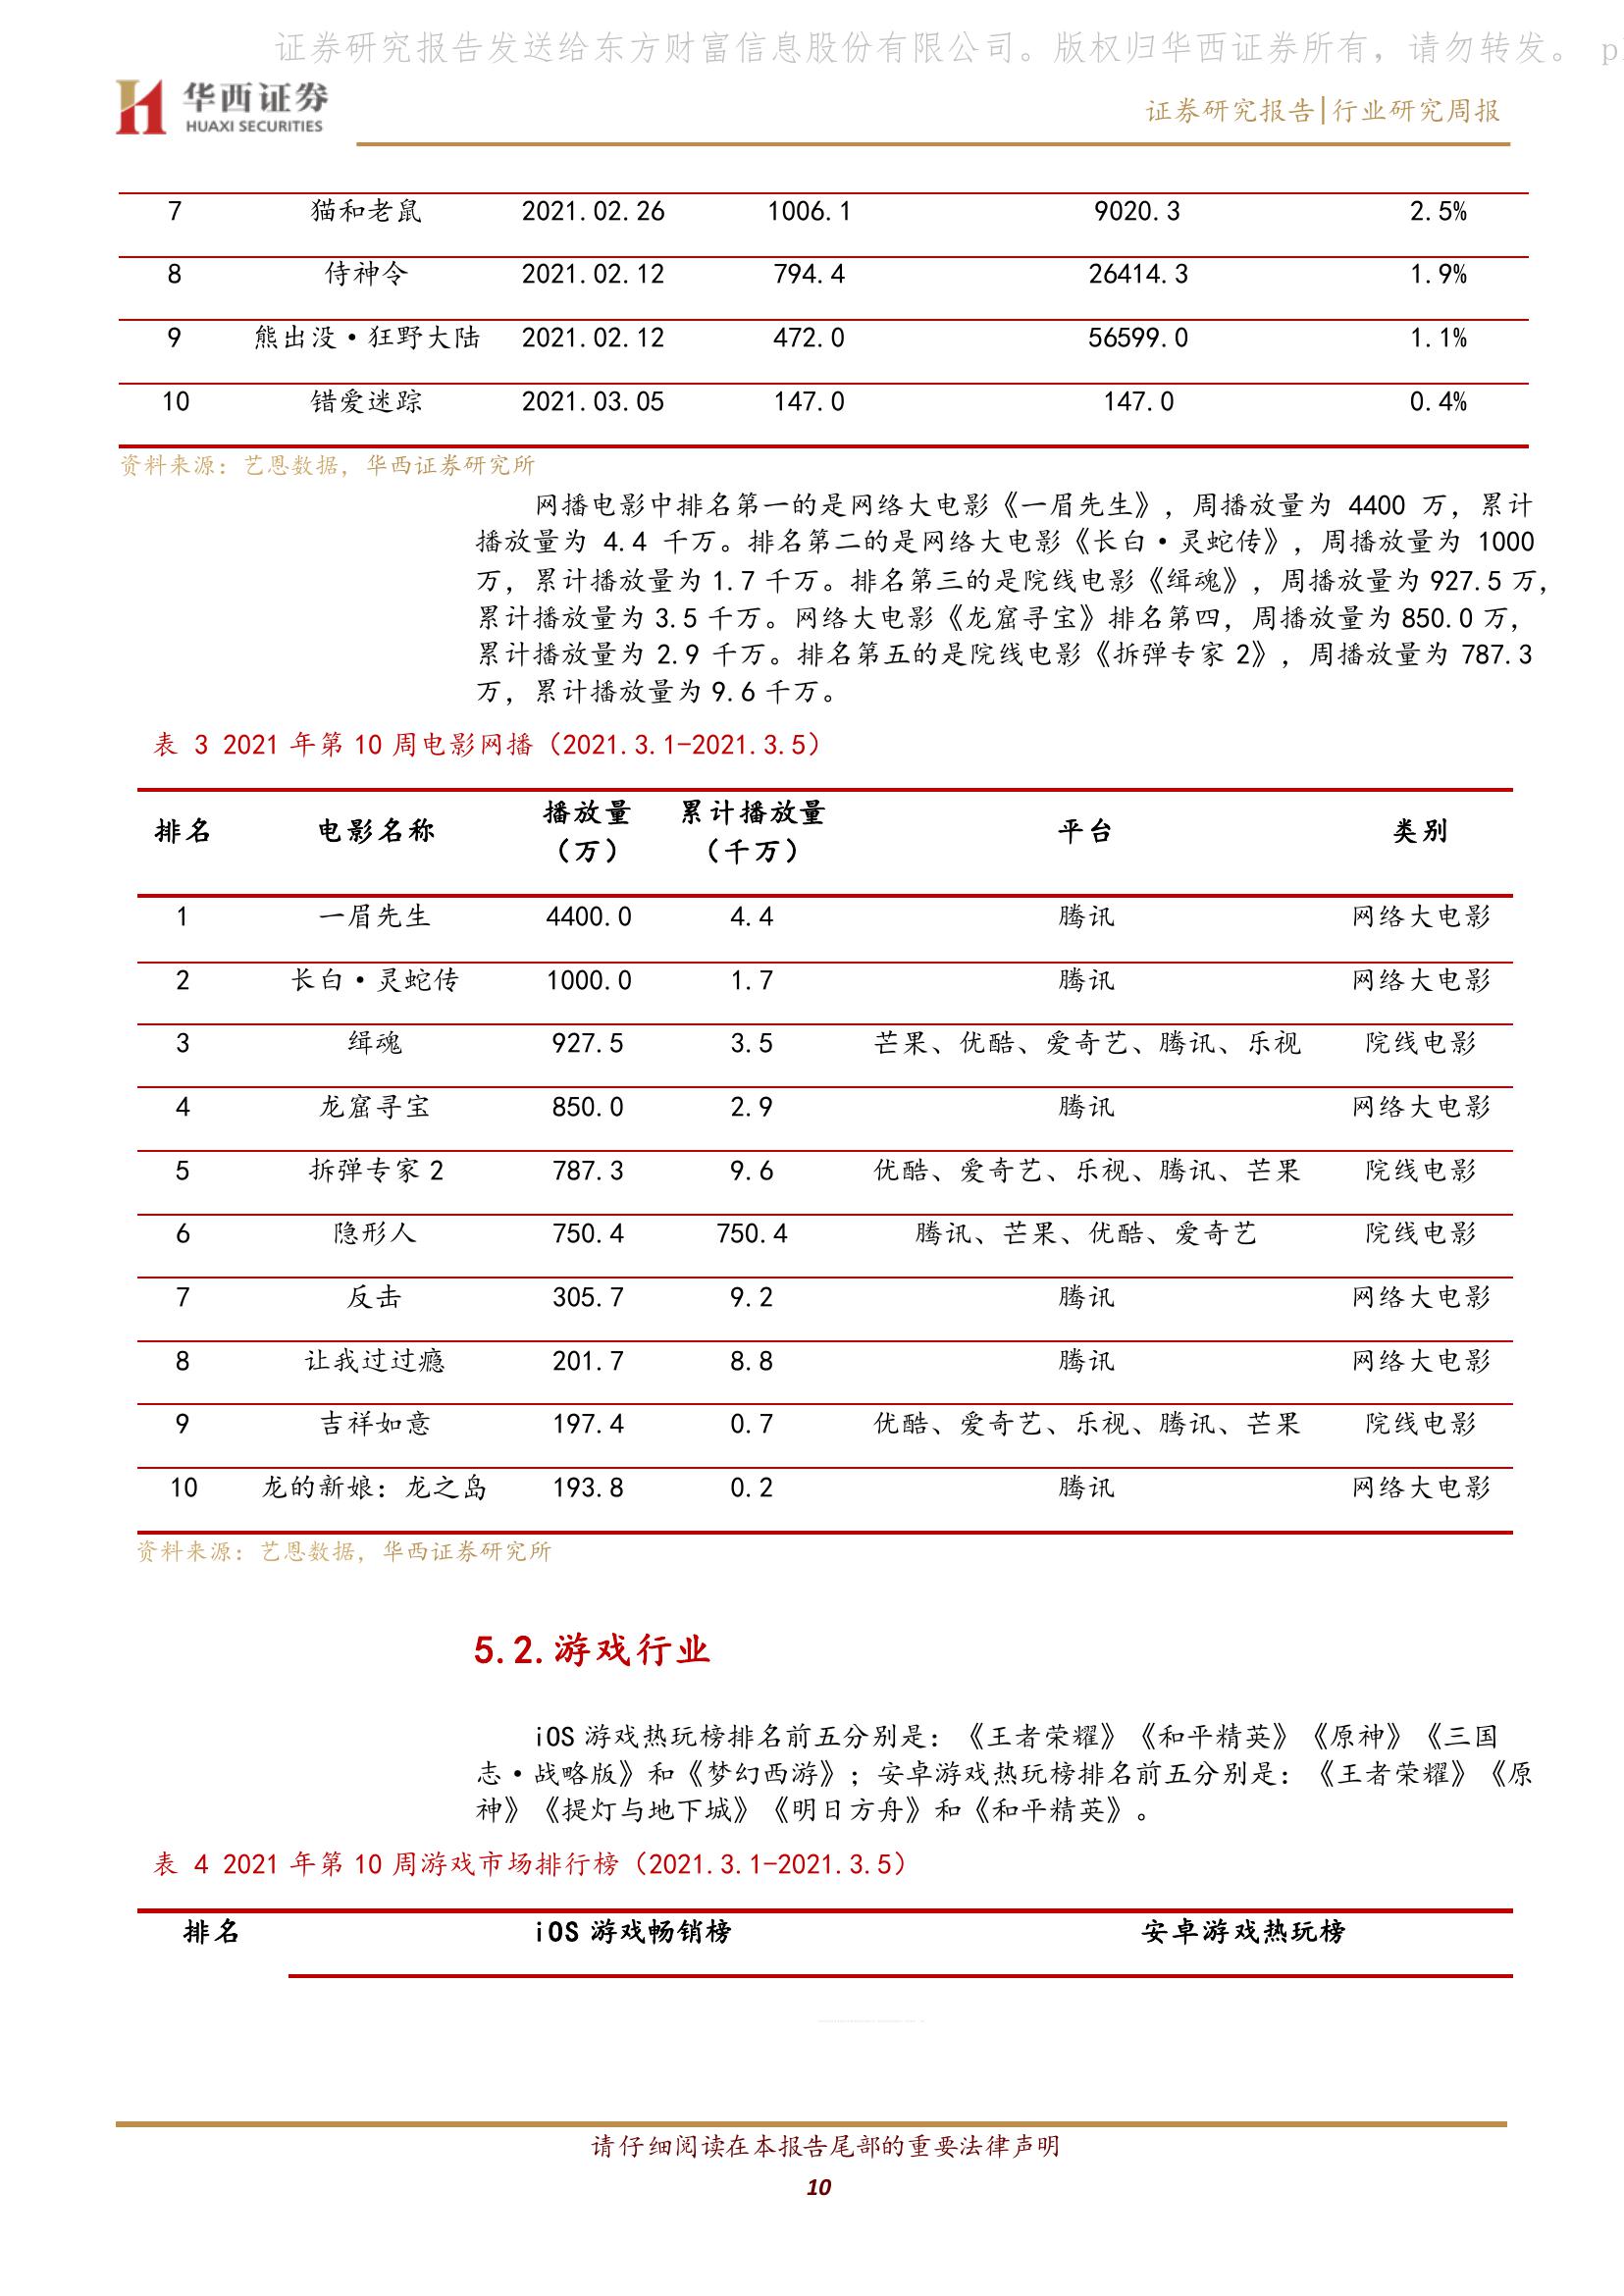 证券研究报告发送给东方财富信息股份有限公司。版权归华西证券所有，请勿转发。 p
华西证券
HUAXI SECURITIES
证券研究报告|行业研究周报
7 猫和老鼠 2021.02.26 1006.1 9020.3 2.5%
8 侍神令 2021.02.12 794.4 26414.3 1.9%
9 熊出没·狂野大陆 2021.02.12 472.0 56599.0 1.1%
10 错爱迷踪 2021.03.05 147.0 147.0 0.4%
资料来源：艺恩数据，华西证券研究所
网播电影中排名第一的是网络大电影《一眉先生》，周播放量为 4400 万，累计
播放量为 4.4 千万。排名第二的是网络大电影《长白·灵蛇传》，周播放量为 1000
万，累计播放量为 1.7 千万。排名第三的是院线电影《缉魂》，周播放量为 927.5 万，
累计播放量为 3.5 千万。网络大电影《龙窟寻宝》排名第四，周播放量为 850.0 万，
累计播放量为 2.9 千万。排名第五的是院线电影《拆弹专家 2》，周播放量为 787.3
万，累计播放量为 9.6 千万。
表 3 2021 年第 10 周电影网播（2021.3.1-2021.3.5）
排名 电影名称 播放量（万） 累计播放量（千万） 平台 类别
1 一眉先生 4400.0 4.4 腾讯 网络大电影
2 长白·灵蛇传 1000.0 1.7 腾讯 网络大电影
3 缉魂 927.5 3.5 芒果、优酷、爱奇艺、腾讯、乐视 院线电影
4 龙窟寻宝 850.0 2.9 腾讯 网络大电影
5 拆弹专家 2 787.3 9.6 优酷、爱奇艺、乐视、腾讯、芒果 院线电影
6 隐形人 750.4 750.4 腾讯、芒果、优酷、爱奇艺 院线电影
7 反击 305.7 9.2 腾讯 网络大电影
8 让我过过瘾 201.7 8.8 腾讯 网络大电影
9 吉祥如意 197.4 0.7 优酷、爱奇艺、乐视、腾讯、芒果 院线电影
10 龙的新娘：龙之岛 193.8 0.2 腾讯 网络大电影
资料来源：艺恩数据，华西证券研究所
5.2.游戏行业
iOS 游戏热玩榜排名前五分别是：《王者荣耀》《和平精英》《原神》《三国
志·战略版》和《梦幻西游》；安卓游戏热玩榜排名前五分别是：《王者荣耀》《原
神》《提灯与地下城》《明日方舟》和《和平精英》。
表 4 2021 年第 10 周游戏市场排行榜（2021.3.1-2021.3.5）
排名 iOS 游戏畅销榜 安卓游戏热玩榜
请仔细阅读在本报告尾部的重要法律声明
10